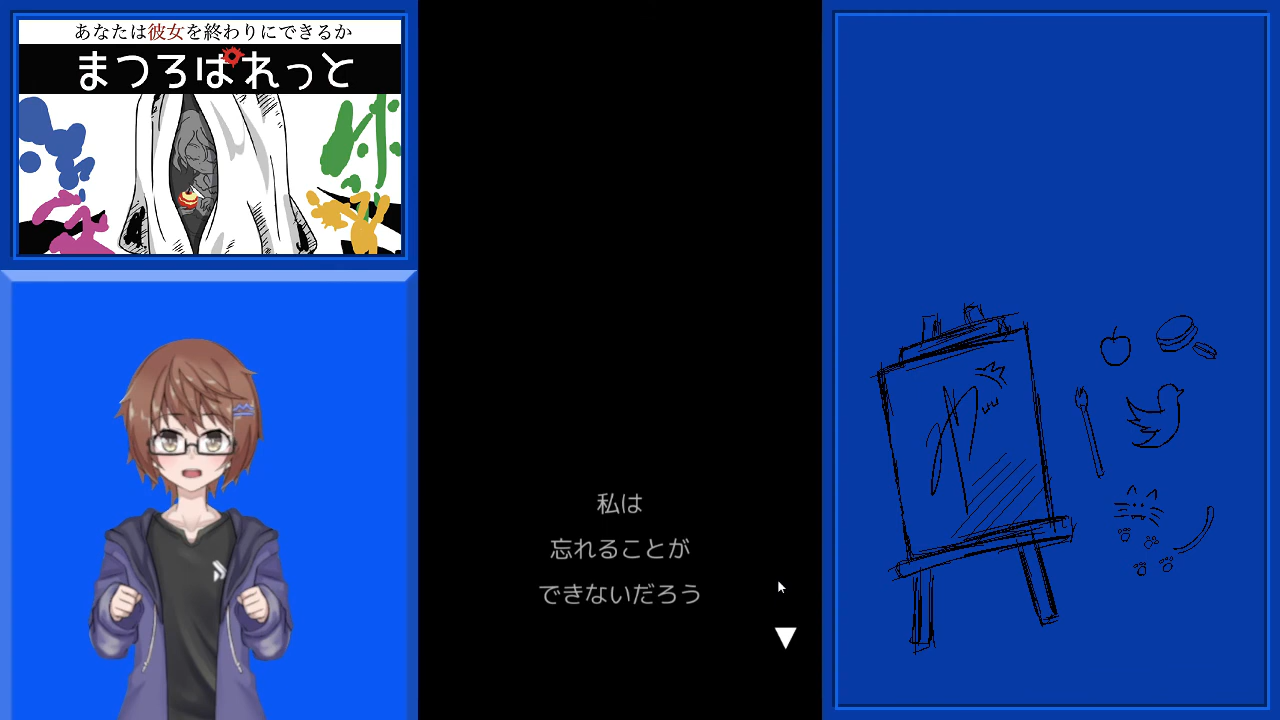 あなたは彼女を終わりにできるか
まつろぱれっと
私は
忘れることが
できないだろう